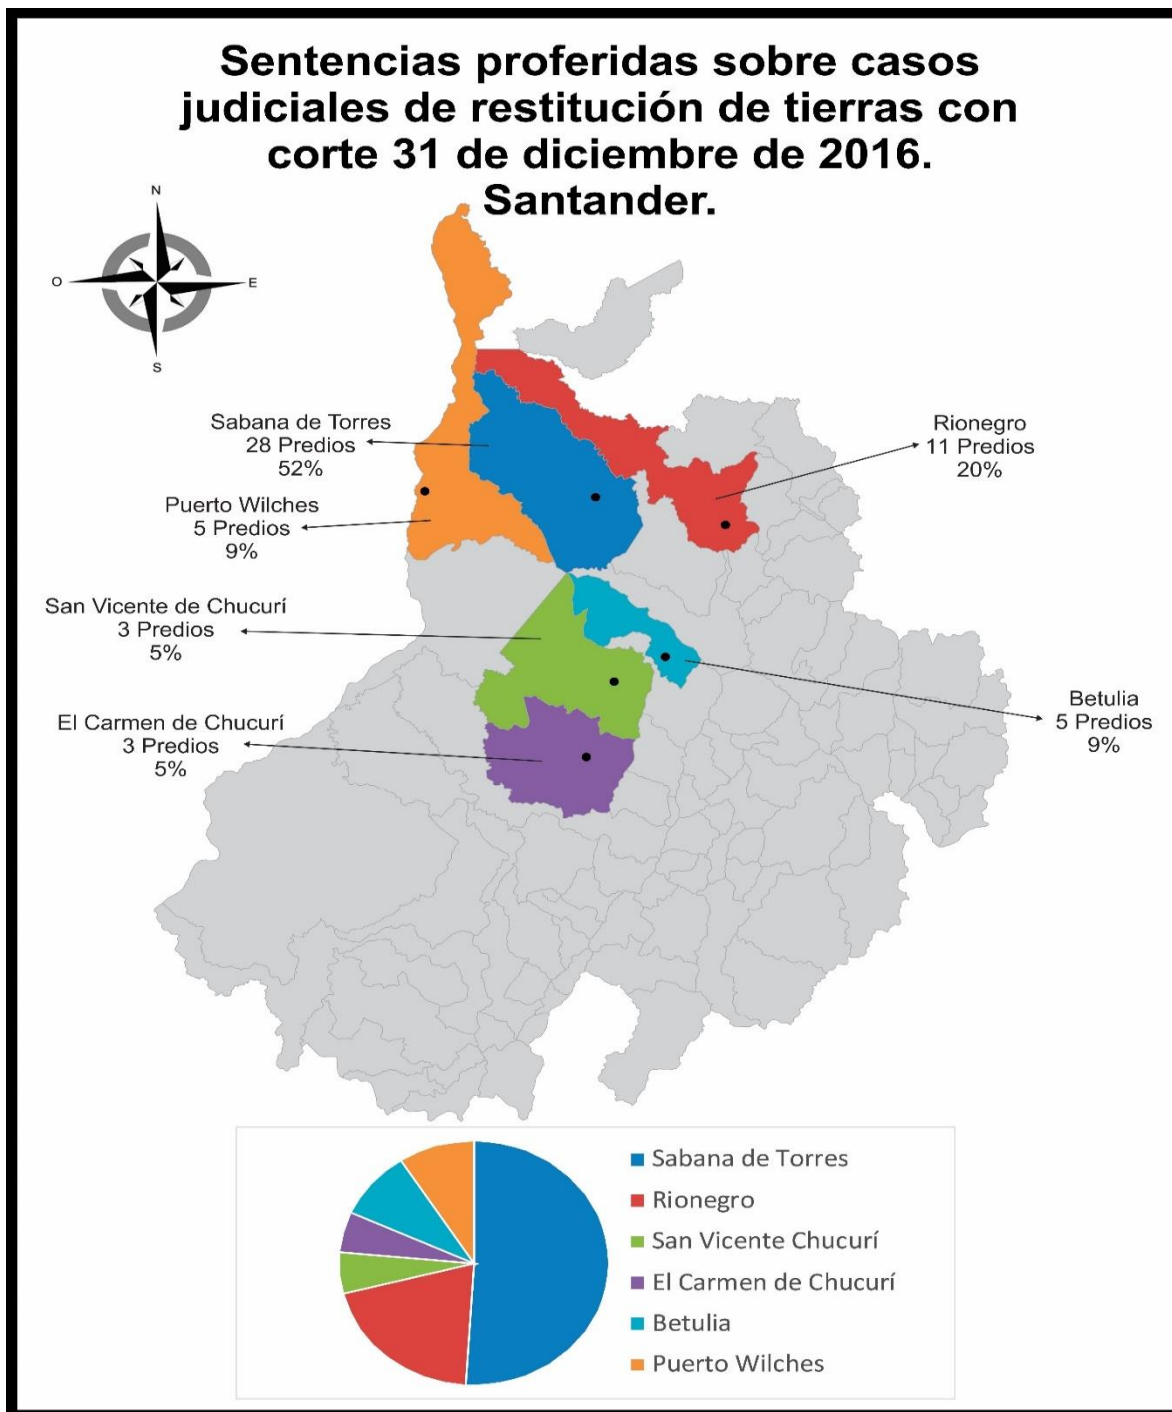 Sentencias proferidas sobre casos
judiciales de restitución de tierras con
corte 31 de diciembre de 2016.
Santander.
N
O
E
S
Sabana de Torres
28 Predios
52%
Rionegro
11 Predios
20%
Puerto Wilches
5 Predios
9%
San Vicente de Chucurí
3 Predios
5%
El Carmen de Chucurí
3 Predios
5%
Betulia
5 Predios
9%
Sabana de Torres
Rionegro
San Vicente Chucurí
El Carmen de Chucurí
Betulia
Puerto Wilches